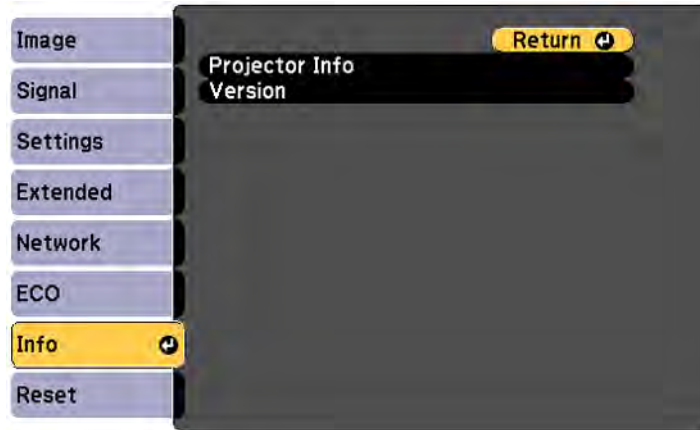 Image
Signal
Settings
Extended
Network
ECO
Info
Reset
Return
Projector Info
Version